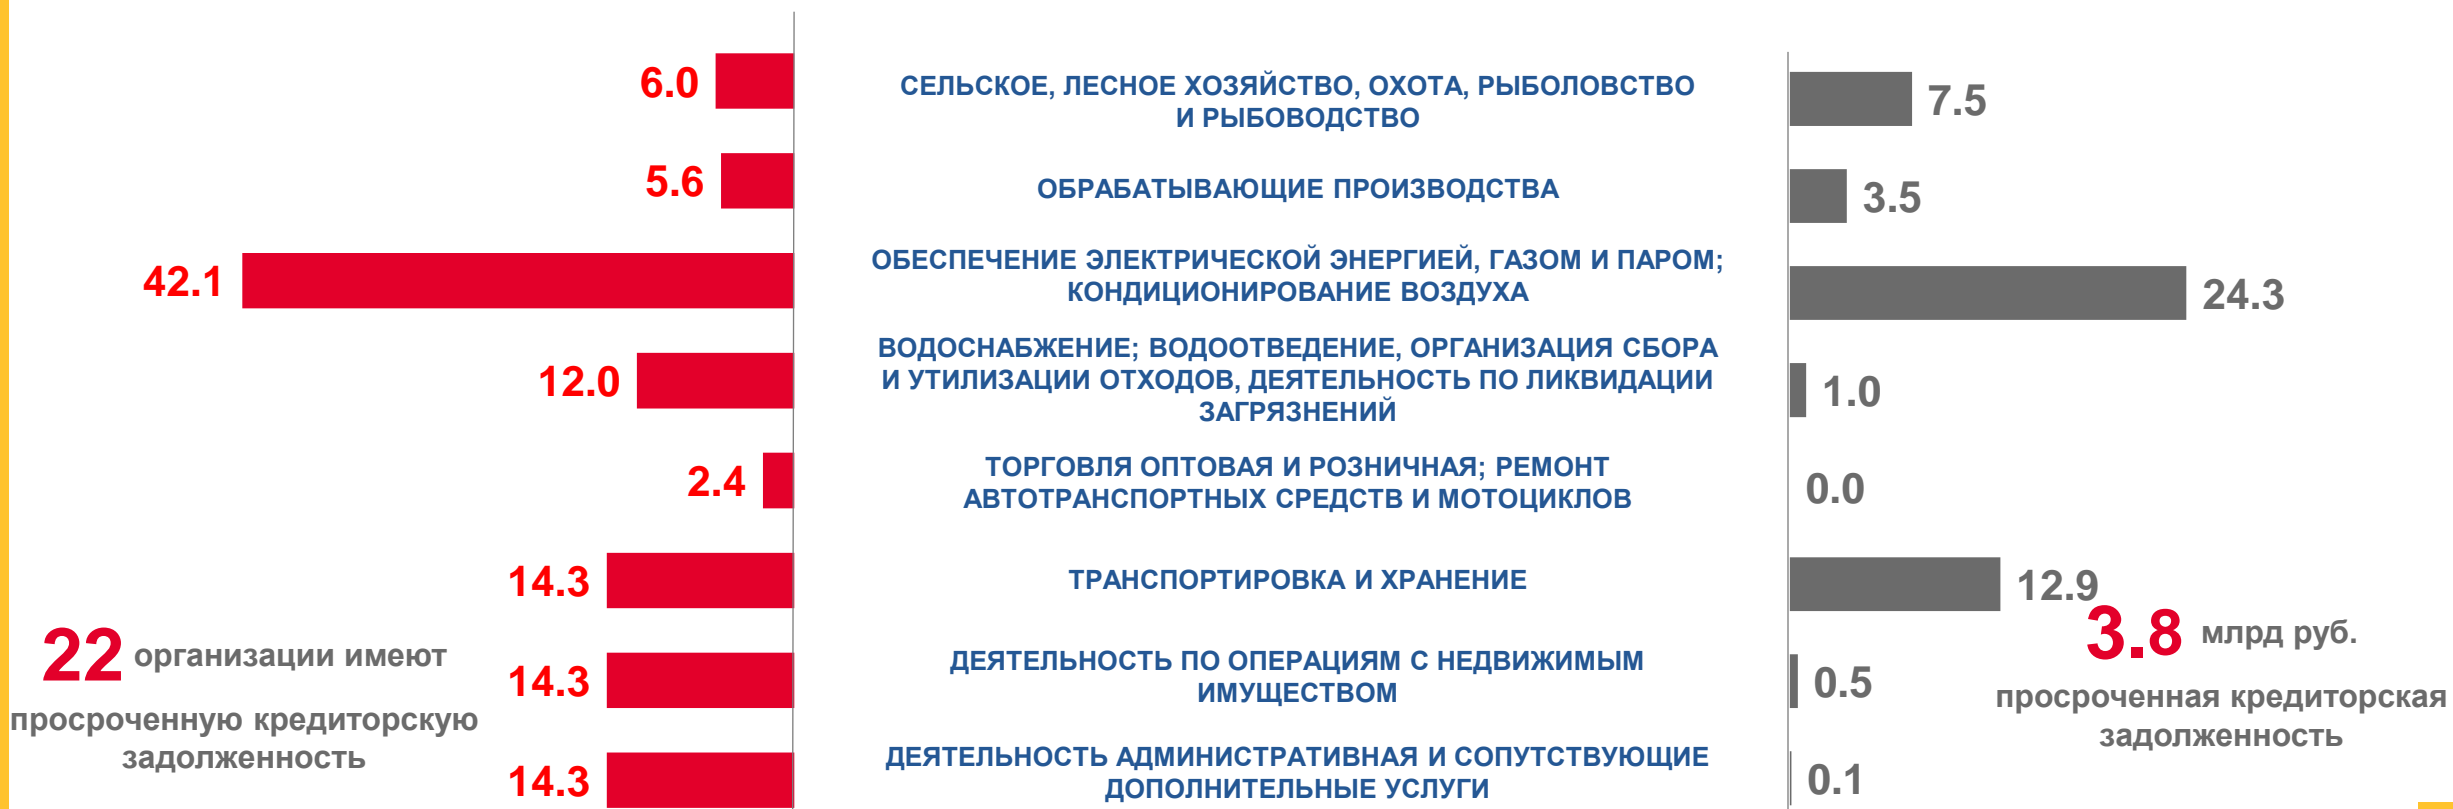 6.0
СЕЛЬСКОЕ, ЛЕСНОЕ ХОЗЯЙСТВО, ОХОТА, РЫБОЛОВСТВО
И РЫБОВОДСТВО
7.5
5.6
ОБРАБАТЫВАЮЩИЕ ПРОИЗВОДСТВА
3.5
42.1
ОБЕСПЕЧЕНИЕ ЭЛЕКТРИЧЕСКОЙ ЭНЕРГИЕЙ, ГАЗОМ И ПАРОМ;
КОНДИЦИОНИРОВАНИЕ ВОЗДУХА
24.3
12.0
ВОДОСНАБЖЕНИЕ; ВОДООТВЕДЕНИЕ, ОРГАНИЗАЦИЯ СБОРА
И УТИЛИЗАЦИИ ОТХОДОВ, ДЕЯТЕЛЬНОСТЬ ПО ЛИКВИДАЦИИ
ЗАГРЯЗНЕНИЙ
1.0
2.4
ТОРГОВЛЯ ОПТОВАЯ И РОЗНИЧНАЯ; РЕМОНТ
АВТОТРАНСПОРТНЫХ СРЕДСТВ И МОТОЦИКЛОВ
0.0
14.3
ТРАНСПОРТИРОВКА И ХРАНЕНИЕ
12.9
14.3
ДЕЯТЕЛЬНОСТЬ ПО ОПЕРАЦИЯМ С НЕДВИЖИМЫМ
ИМУЩЕСТВОМ
0.5
14.3
ДЕЯТЕЛЬНОСТЬ АДМИНИСТРАТИВНАЯ И СОПУТСТВУЮЩИЕ
ДОПОЛНИТЕЛЬНЫЕ УСЛУГИ
0.1
22 организации имеют
просроченную кредиторскую
задолженность
3.8 млрд руб.
просроченная кредиторская
задолженность